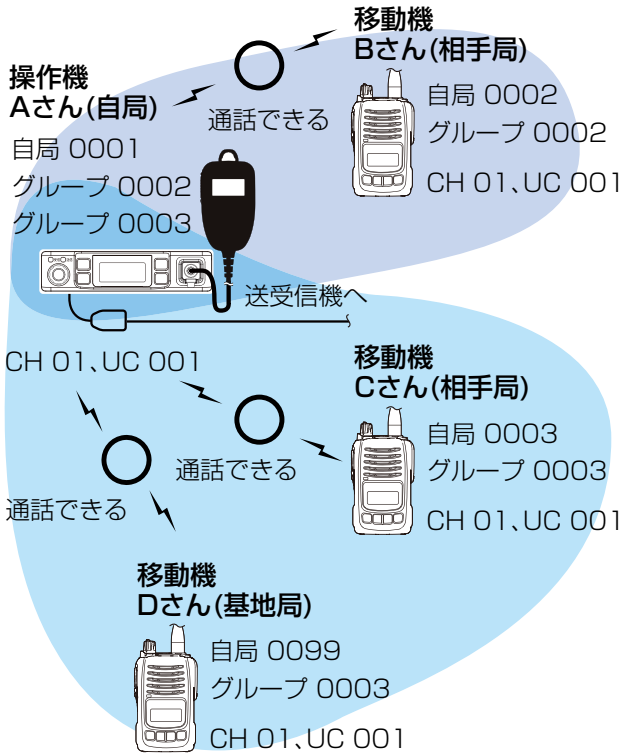 移動機
Bさん(相手局)
自局 0002
グループ 0002
CH 01、UC 001
通話できる
操作機
Aさん(自局)
自局 0001
グループ 0002
グループ 0003
送受信機へ
CH 01、UC 001
移動機
Cさん(相手局)
自局 0003
グループ 0003
CH 01、UC 001
通話できる
通話できる
移動機
Dさん(基地局)
自局 0099
グループ 0003
CH 01、UC 001